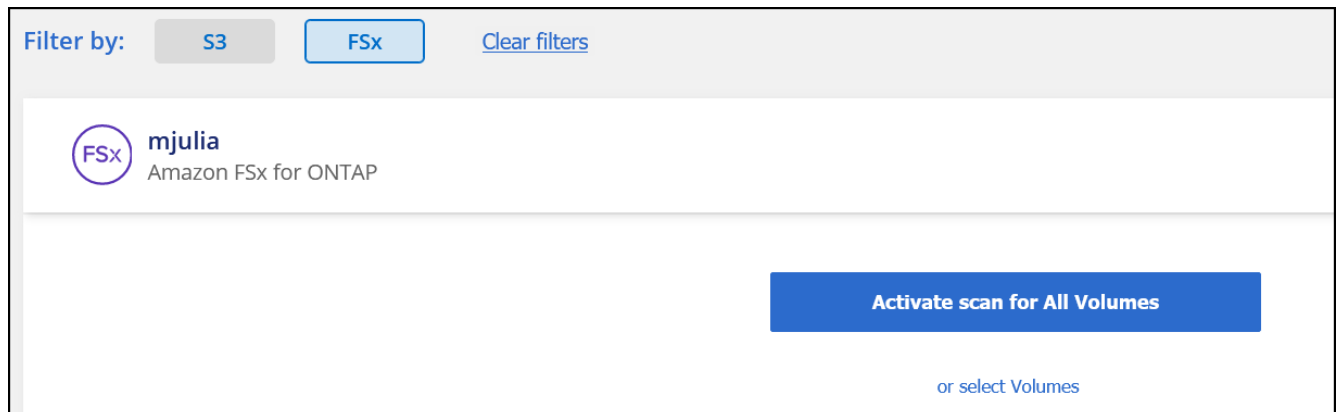 Filter by: S3 FSx Clear filters
FSx
mjulia
Amazon FSx for ONTAP
Activate scan for All Volumes
or select Volumes